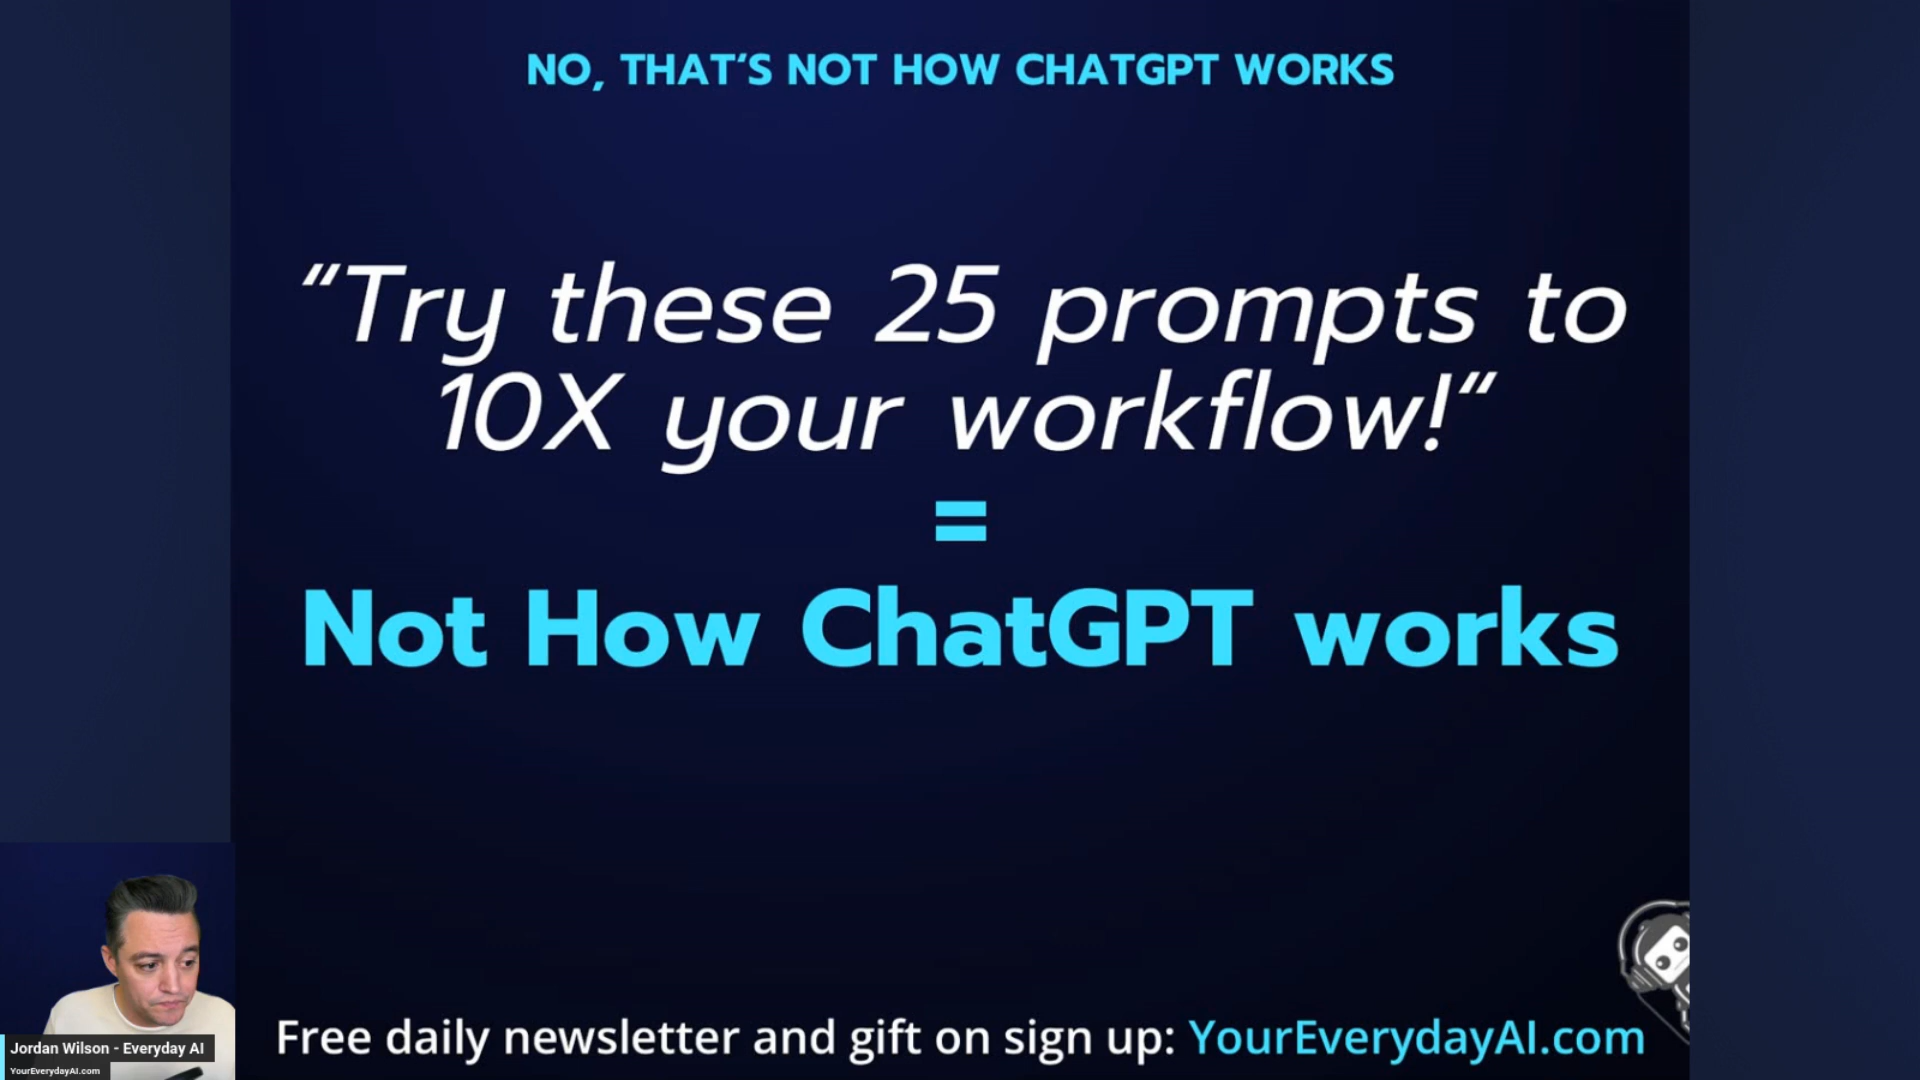 NO, THAT’S NOT HOW CHATGPT WORKS
“Try these 25 prompts to
10X your workflow!“
=
Not How ChatGPT works
Jordan Wilson - Everyday AI
YourEverydayAI.com
Free daily newsletter and gift on sign up: YourEverydayAI.com